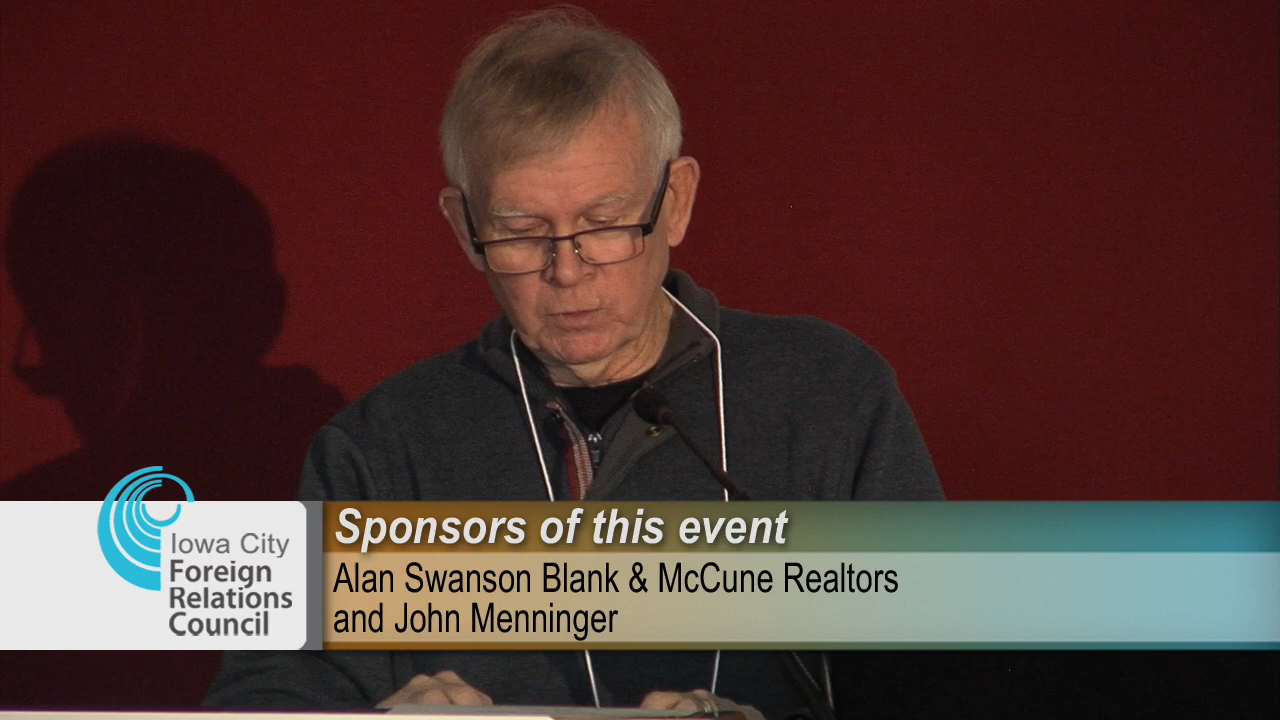 Sponsors of this event
Alan Swanson Blank & McCune Realtors
and John Menninger
Iowa City
Foreign
Relations
Council